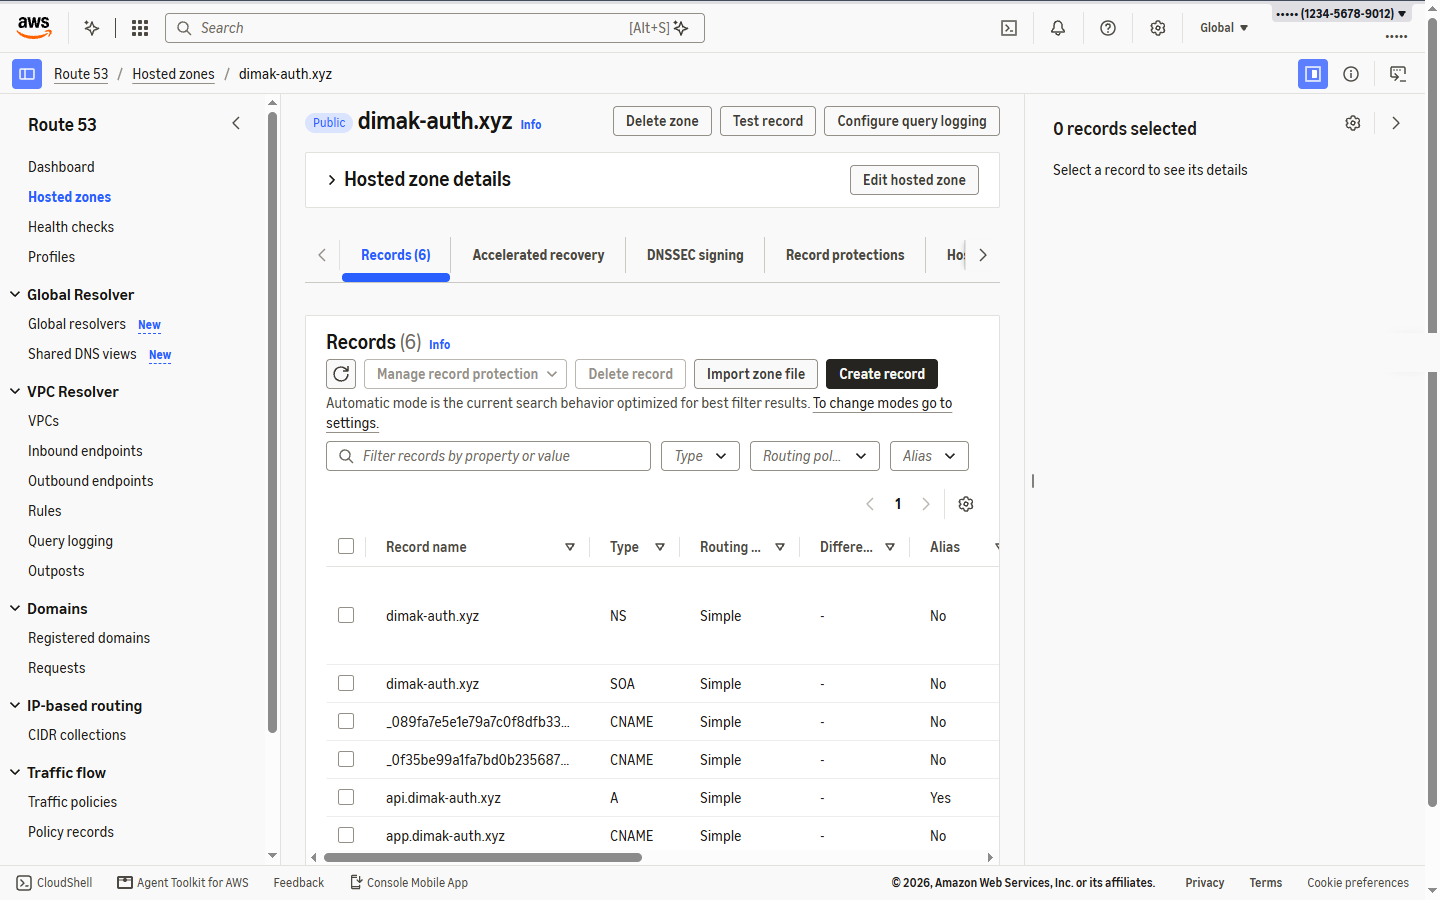 aws
Search
[Alt+S]
Global
••••• (1234-5678-9012)
•••••
Route 53 / Hosted zones / dimak-auth.xyz
Route 53
Dashboard
Hosted zones
Health checks
Profiles
Global Resolver
Global resolvers New
Shared DNS views New
VPC Resolver
VPCs
Inbound endpoints
Outbound endpoints
Rules
Query logging
Outposts
Domains
Registered domains
Requests
IP-based routing
CIDR collections
Traffic flow
Traffic policies
Policy records
Public dimak-auth.xyz Info
Delete zone
Test record
Configure query logging
Hosted zone details
Edit hosted zone
Records (6)
Accelerated recovery
DNSSEC signing
Record protections
Hos
Records (6) Info
Manage record protection
Delete record
Import zone file
Create record
Automatic mode is the current search behavior optimized for best filter results. To change modes go to
settings.
Filter records by property or value
Type
Routing pol...
Alias
1
Record name Type Routing ... Differe... Alias
dimak-auth.xyz NS Simple - No
dimak-auth.xyz SOA Simple - No
_089fa7e5e1e79a7c0f8dfb33... CNAME Simple - No
_0f35be99a1fa7bd0b235687... CNAME Simple - No
api.dimak-auth.xyz A Simple - Yes
app.dimak-auth.xyz CNAME Simple - No
0 records selected
Select a record to see its details
CloudShell
Agent Toolkit for AWS
Feedback
Console Mobile App
© 2026, Amazon Web Services, Inc. or its affiliates.
Privacy
Terms
Cookie preferences